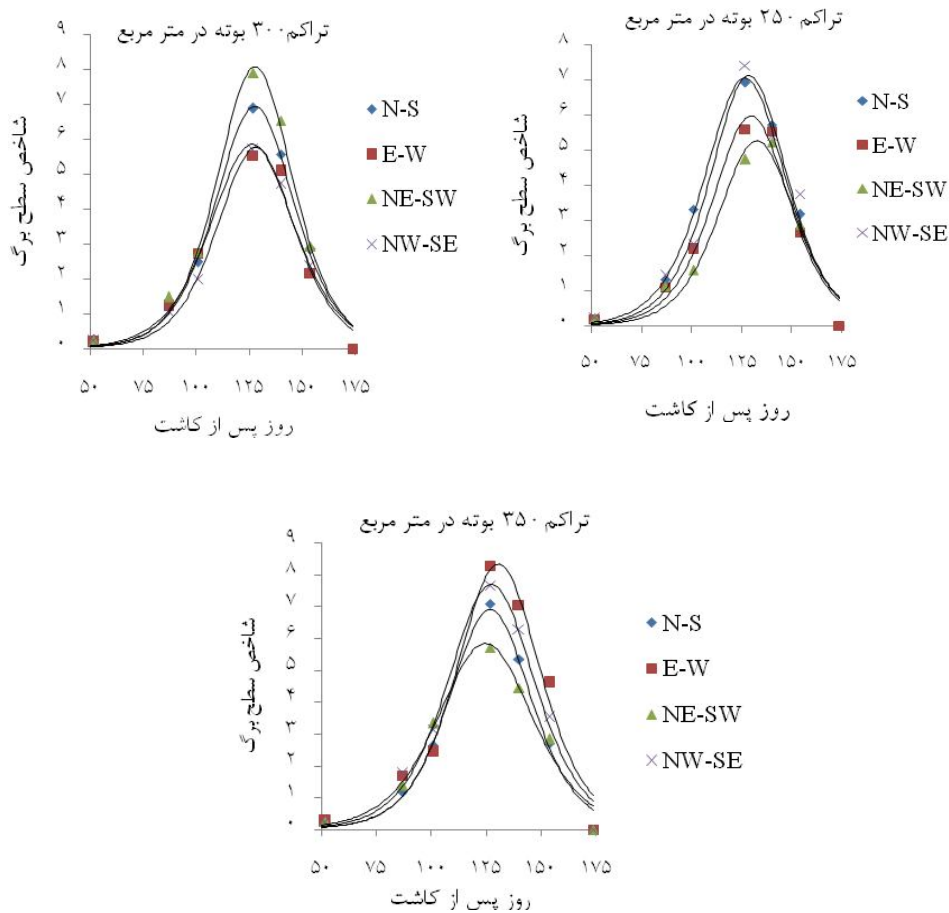 تراکم۳۰۰ بوته در متر مربع
۹
۸
۷
۶
۵
۴
۳
۲
۱
۰
شاخص سطح برگ
۵۰ ۷۵ ۱۰۰ ۱۲۵ ۱۵۰ ۱۷۵
روز پس از کاشت
N-S
E-W
NE-SW
NW-SE
تراکم ۲۵۰ بوته در متر مربع
۸
۷
۶
۵
۴
۳
۲
۱
۰
شاخص سطح برگ
۵۰ ۷۵ ۱۰۰ ۱۲۵ ۱۵۰ ۱۷۵
روز پس از کاشت
N-S
E-W
NE-SW
NW-SE
تراکم ۳۵۰ بوته در متر مربع
۹
۸
۷
۶
۵
۴
۳
۲
۱
۰
شاخص سطح برگ
۵۰ ۷۵ ۱۰۰ ۱۲۵ ۱۵۰ ۱۷۵
روز پس از کاشت
N-S
E-W
NE-SW
NW-SE